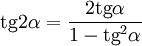 tg2α = 2tgα / (1 − tg²α)